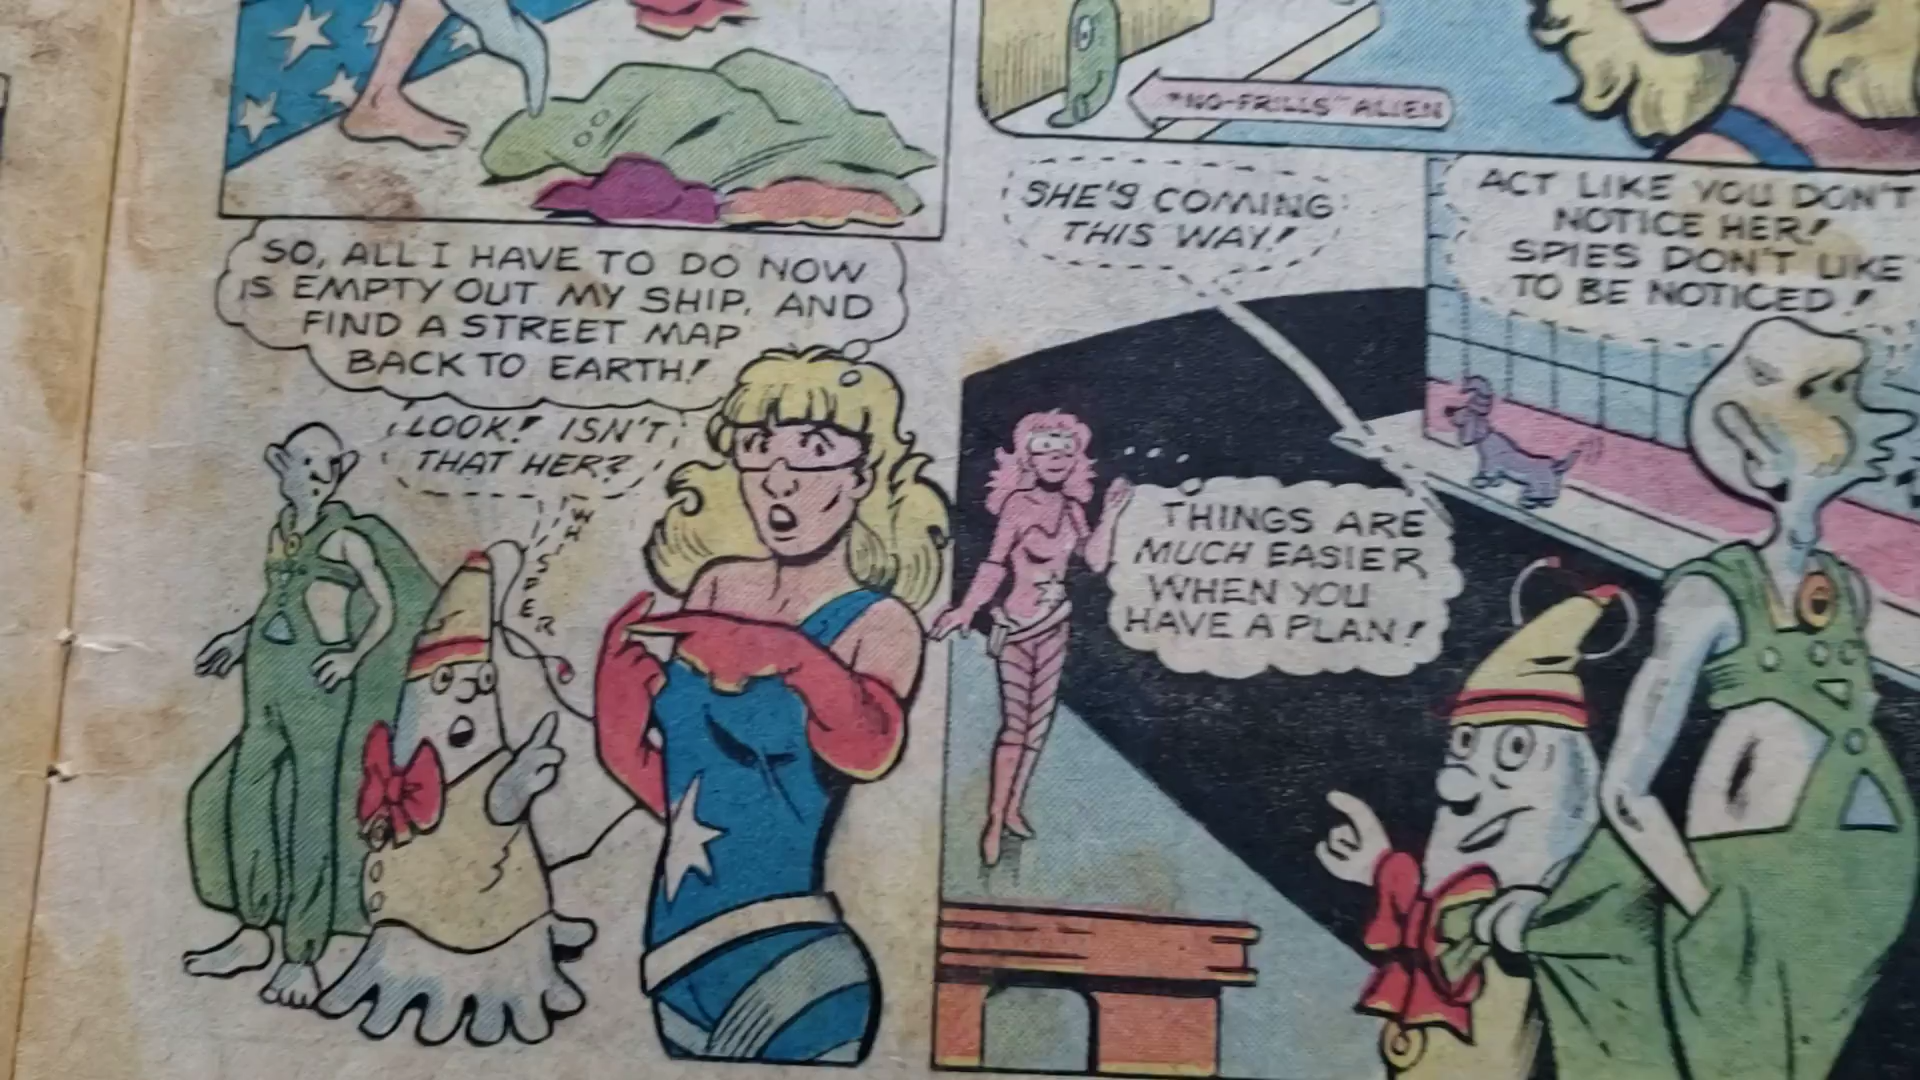 "NO-FRILLS" ALIEN
SO, ALL I HAVE TO DO NOW
IS EMPTY OUT MY SHIP, AND
FIND A STREET MAP
BACK TO EARTH!
LOOK! ISN'T
THAT HER?
WHISPER
SHE'S COMING
THIS WAY!
THINGS ARE
MUCH EASIER
WHEN YOU
HAVE A PLAN!
ACT LIKE YOU DON'T
NOTICE HER!
SPIES DON'T LIKE
TO BE NOTICED!